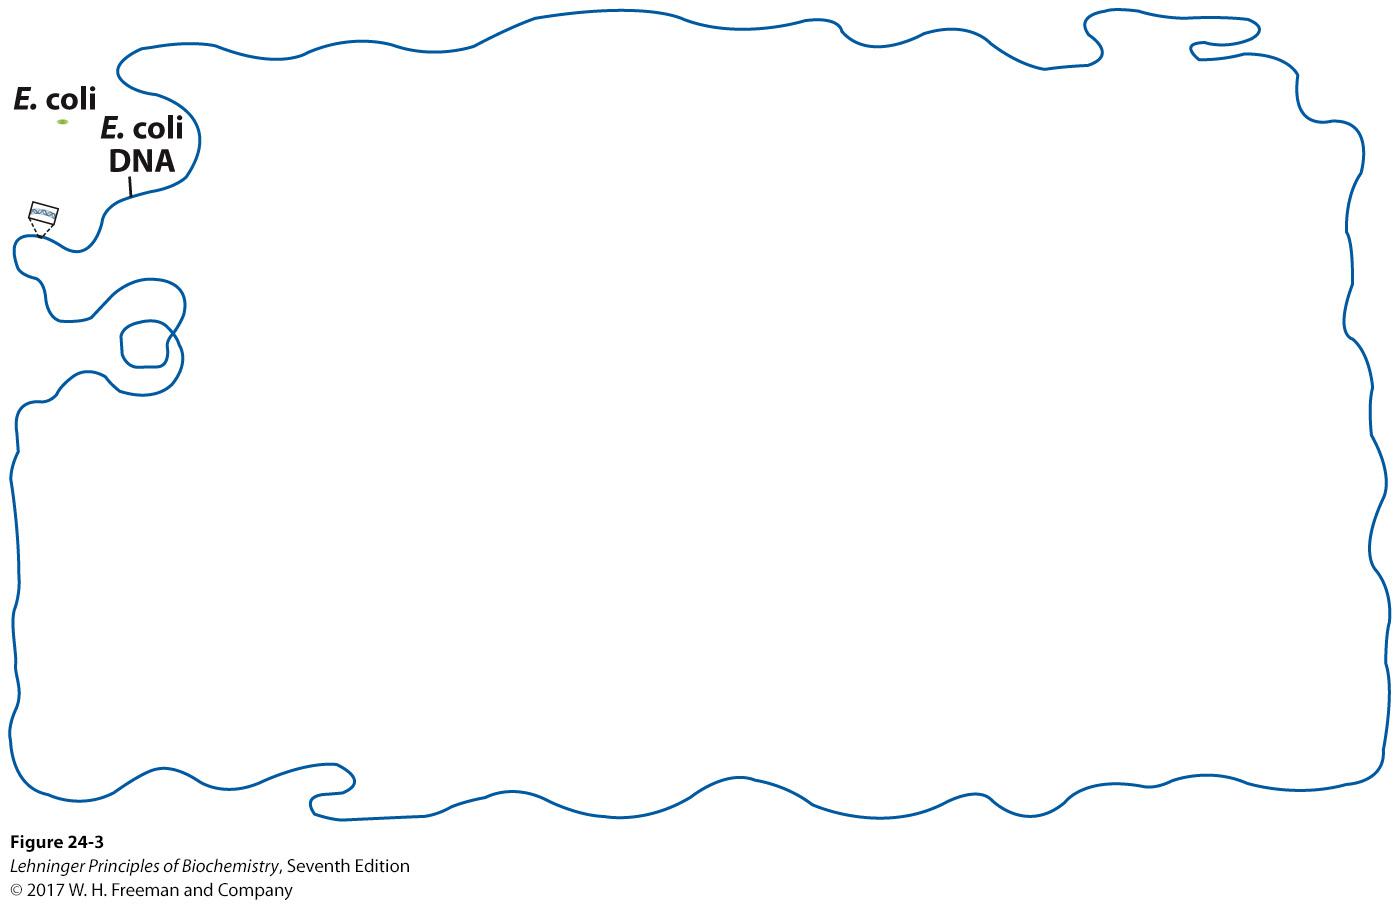 E. coli
E. coli
DNA
Figure 24-3
Lehninger Principles of Biochemistry, Seventh Edition
© 2017 W. H. Freeman and Company